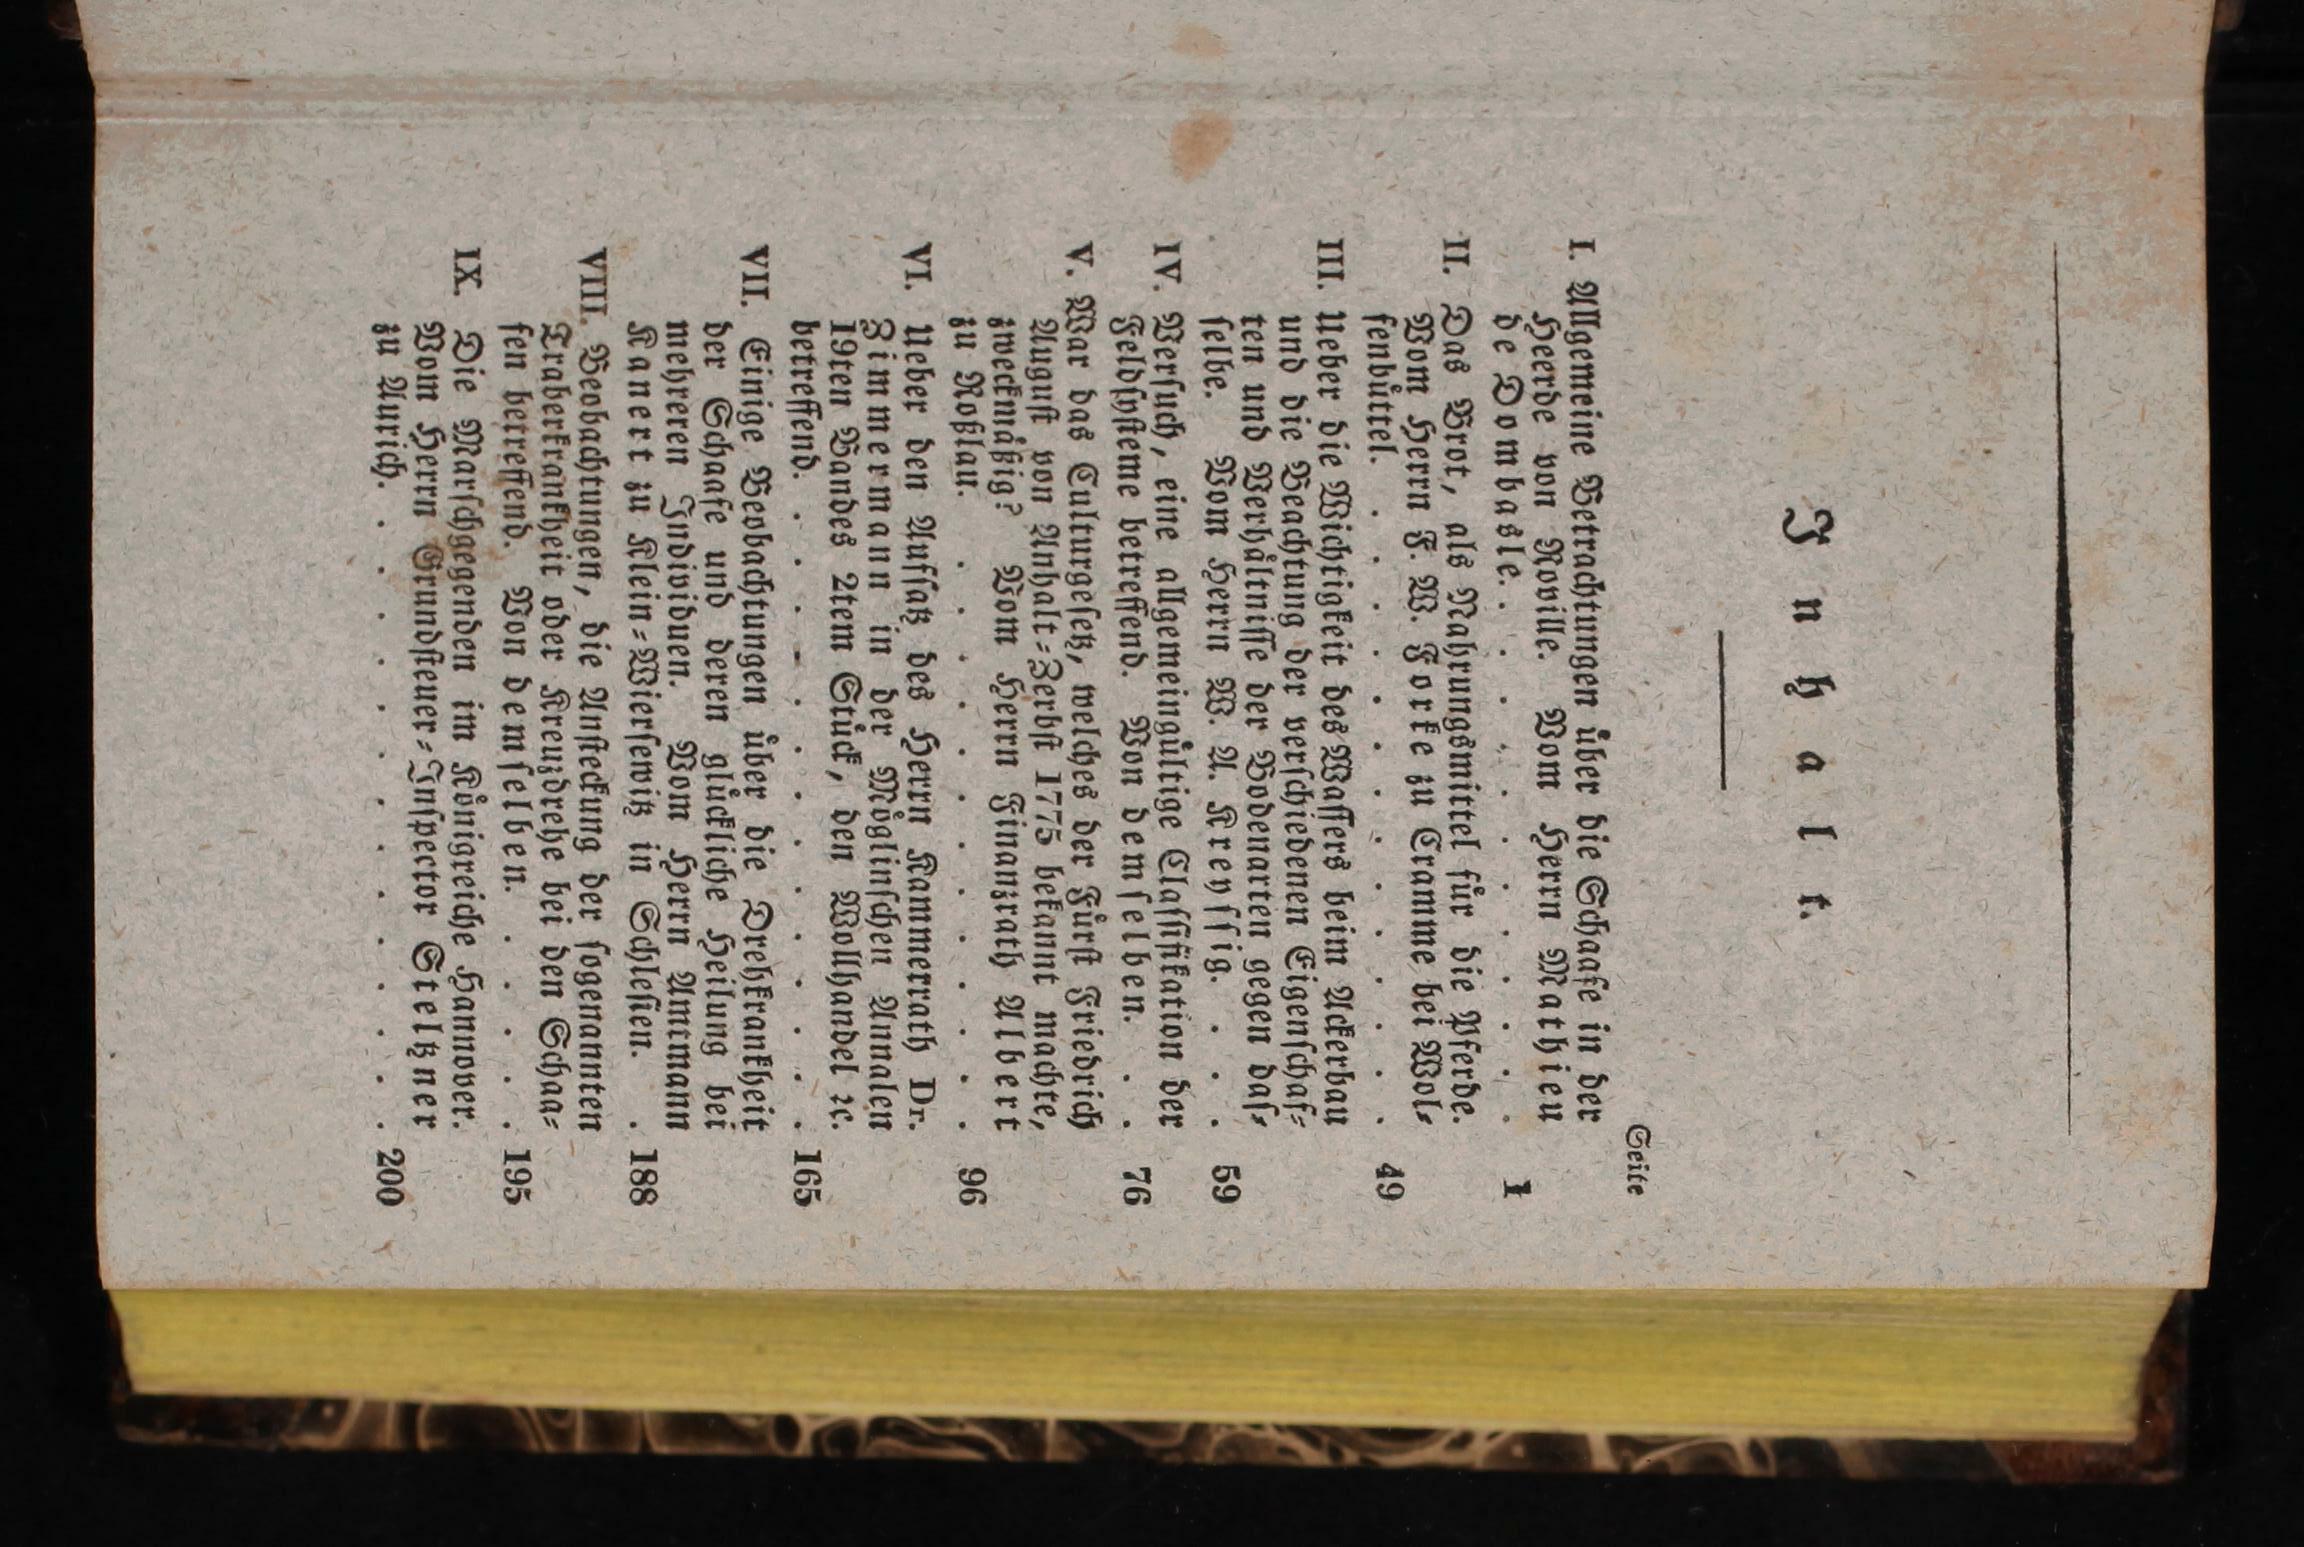 Inhalt.
Seite
I. Allgemeine Betrachtungen über die Schaafe in der
Heerde von Roville. Vom Herrn Mathieu
de Dombasle. . . . . . . . . . . . 1
II. Das Brot, als Nahrungsmittel für die Pferde.
Vom Herrn F. W. Forke zu Cramme bei Wol-
fenbüttel. . . . . . . . . . . . . . 49
III. Ueber die Wichtigkeit des Wassers beim Ackerbau
und die Beachtung der verschiedenen Eigenschaf-
ten und Verhältnisse der Bodenarten gegen das-
selbe. Vom Herrn W. A. Kreyssig. . . . . 59
IV. Versuch, eine allgemeingültige Classifikation der
Feldsysteme betreffend. Von demselben. . . 76
V. War das Culturgesetz, welches der Fürst Friedrich
August von Anhalt-Zerbst 1775 bekannt machte,
zweckmäßig? Vom Herrn Finanzrath Albert
zu Roßlau. . . . . . . . . . . . . 96
VI. Ueber den Aufsatz des Herrn Kammerrath Dr.
Zimmermann in der Möglinschen Annalen
19ten Bandes 2tem Stück, den Wollhandel ꝛc.
betreffend. . . . . . . . . . . . . . 165
VII. Einige Beobachtungen über die Drehkrankheit
der Schaafe und deren glückliche Heilung bei
mehreren Individuen. Vom Herrn Amtmann
Kanert zu Klein-Wiersewitz in Schlesien. . . 188
VIII. Beobachtungen, die Ansteckung der sogenannten
Traberkrankheit oder Kreuzdrehe bei den Schaa-
fen betreffend. Von demselben. . . . . . 195
IX. Die Marschgegenden im Königreiche Hannover.
Vom Herrn Grundsteuer-Inspector Stelzner
zu Aurich. . . . . . . . . . . . . . 200